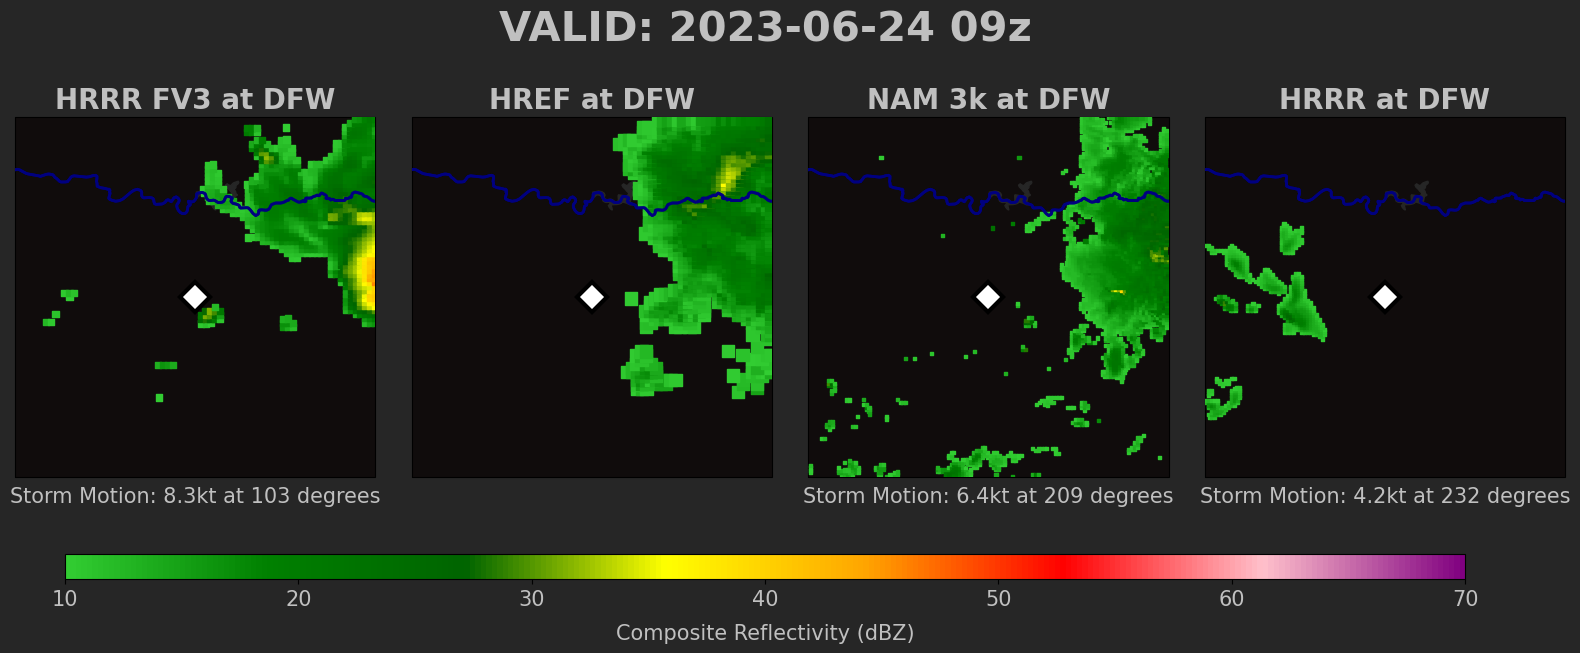 VALID: 2023-06-24 09z
HRRR FV3 at DFW
HREF at DFW
NAM 3k at DFW
HRRR at DFW
Storm Motion: 8.3kt at 103 degrees
Storm Motion: 6.4kt at 209 degrees
Storm Motion: 4.2kt at 232 degrees
10 20 30 40 50 60 70
Composite Reflectivity (dBZ)